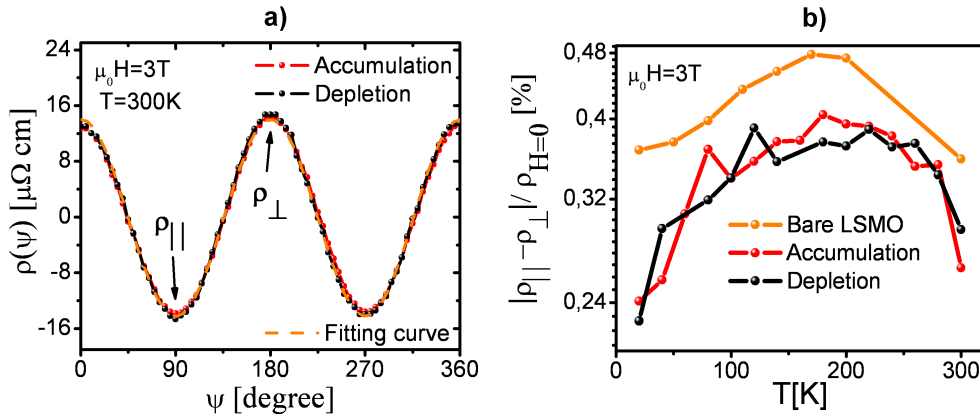 a)
24
16
8
0
-8
-16
ρ(ψ) [μΩ cm]
μ₀H=3T
T=300K
Accumulation
Depletion
ρ||
ρ⊥
Fitting curve
0 90 180 270 360
ψ [degree]
b)
0,48
0,4
0,32
0,24
|ρ|| −ρ⊥|/ ρH=0 [%]
μ₀H=3T
Bare LSMO
Accumulation
Depletion
0 100 200 300
T[K]